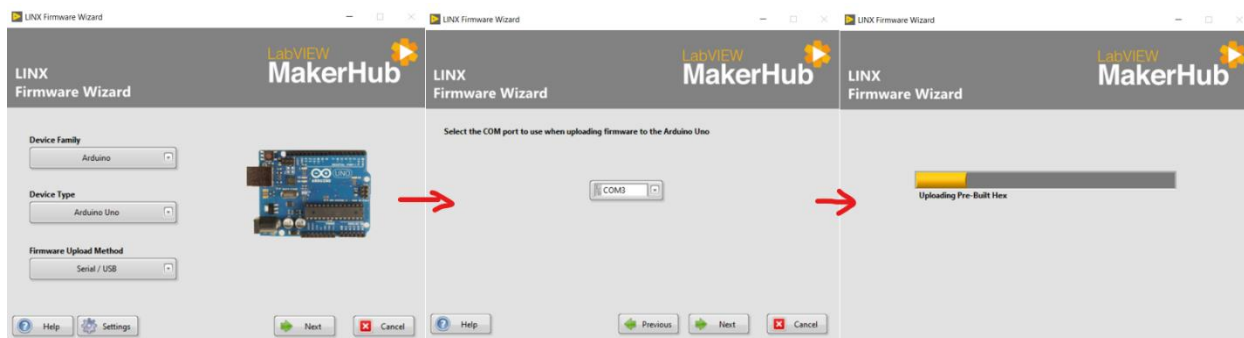 LINX Firmware Wizard
LabVIEW
MakerHub
LINX
Firmware Wizard
Device Family
Arduino
Device Type
Arduino Uno
Firmware Upload Method
Serial / USB
Help
Settings
Next
Cancel
LINX Firmware Wizard
LabVIEW
MakerHub
LINX
Firmware Wizard
Select the COM port to use when uploading firmware to the Arduino Uno
COM3
Help
Previous
Next
Cancel
LINX Firmware Wizard
LabVIEW
MakerHub
LINX
Firmware Wizard
Uploading Pre-Built Hex